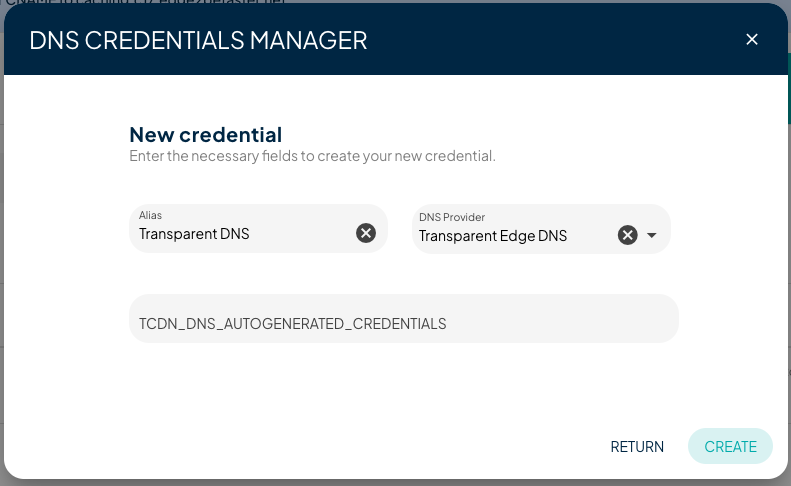 DNS CREDENTIALS MANAGER
New credential
Enter the necessary fields to create your new credential.
Alias
Transparent DNS
DNS Provider
Transparent Edge DNS
TCDN_DNS_AUTOGENERATED_CREDENTIALS
RETURN
CREATE